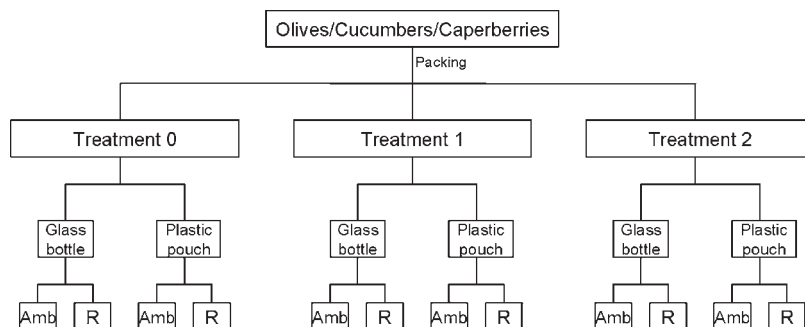 Olives/Cucumbers/Caperberries
Packing
Treatment 0
Treatment 1
Treatment 2
Glass
bottle
Plastic
pouch
Glass
bottle
Plastic
pouch
Glass
bottle
Plastic
pouch
Amb
R
Amb
R
Amb
R
Amb
R
Amb
R
Amb
R